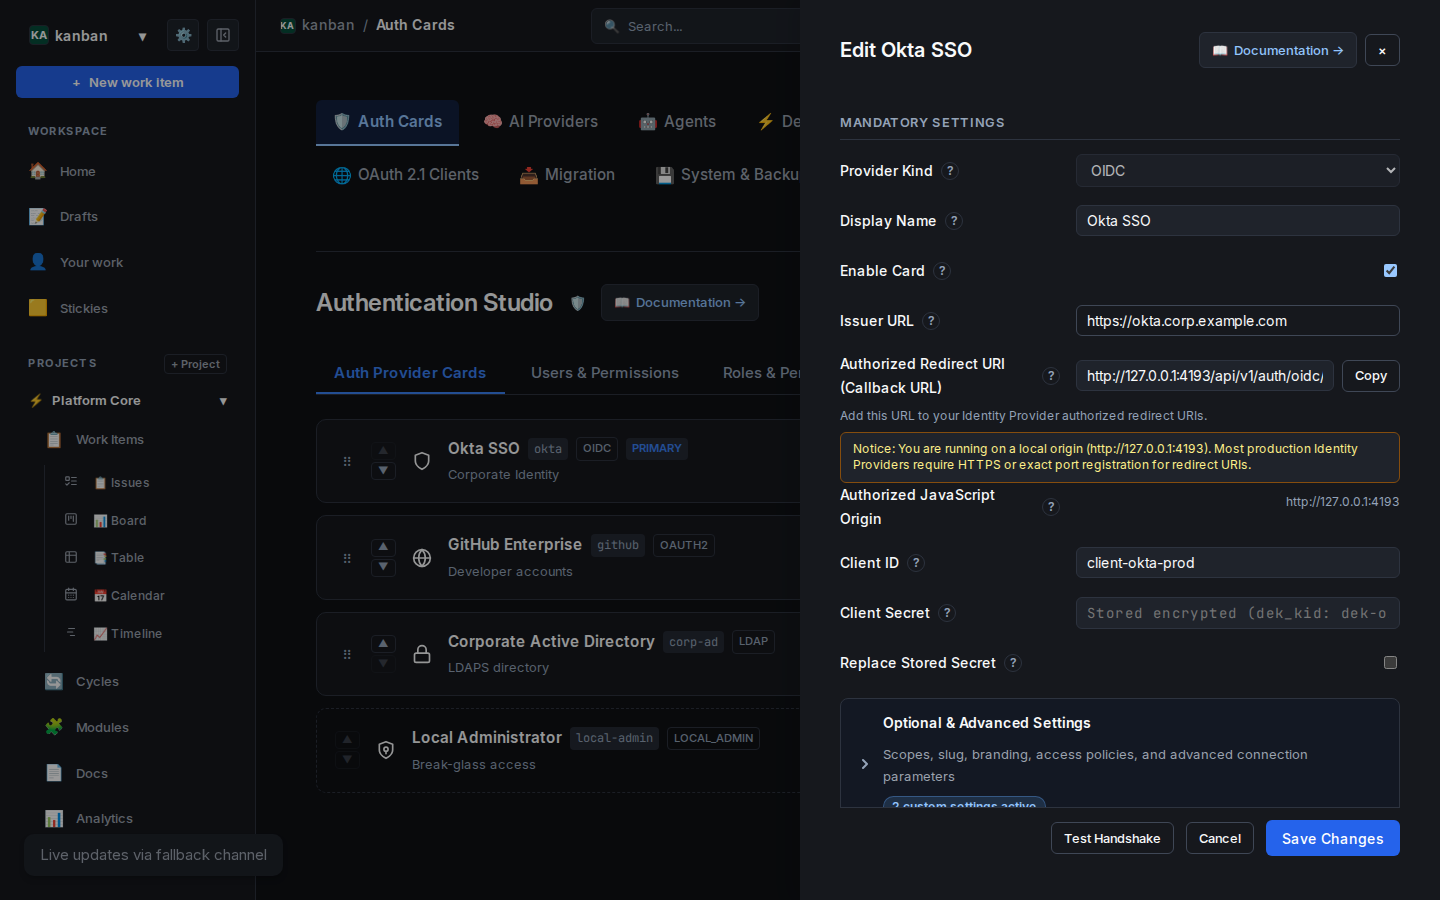 KA kanban
+ New work item
WORKSPACE
Home
Drafts
Your work
Stickies
PROJECTS
+ Project
Platform Core
Work Items
Issues
Board
Table
Calendar
Timeline
Cycles
Modules
Docs
Analytics
Live updates via fallback channel
KA kanban / Auth Cards
Search...
Auth Cards
AI Providers
Agents
De
OAuth 2.1 Clients
Migration
System & Backu
Authentication Studio
Documentation →
Auth Provider Cards
Users & Permissions
Roles & Per
Okta SSO okta OIDC PRIMARY
Corporate Identity
GitHub Enterprise github OAUTH2
Developer accounts
Corporate Active Directory corp-ad LDAP
LDAPS directory
Local Administrator local-admin LOCAL_ADMIN
Break-glass access
Edit Okta SSO
Documentation →
×
MANDATORY SETTINGS
Provider Kind ?
OIDC
Display Name ?
Okta SSO
Enable Card ?
Issuer URL ?
https://okta.corp.example.com
Authorized Redirect URI
(Callback URL) ?
http://127.0.0.1:4193/api/v1/auth/oidc/
Copy
Add this URL to your Identity Provider authorized redirect URIs.
Notice: You are running on a local origin (http://127.0.0.1:4193). Most production Identity
Providers require HTTPS or exact port registration for redirect URIs.
Authorized JavaScript
Origin ?
http://127.0.0.1:4193
Client ID ?
client-okta-prod
Client Secret ?
Stored encrypted (dek_kid: dek-o
Replace Stored Secret ?
Optional & Advanced Settings
Scopes, slug, branding, access policies, and advanced connection
parameters
2 custom settings active
Test Handshake
Cancel
Save Changes